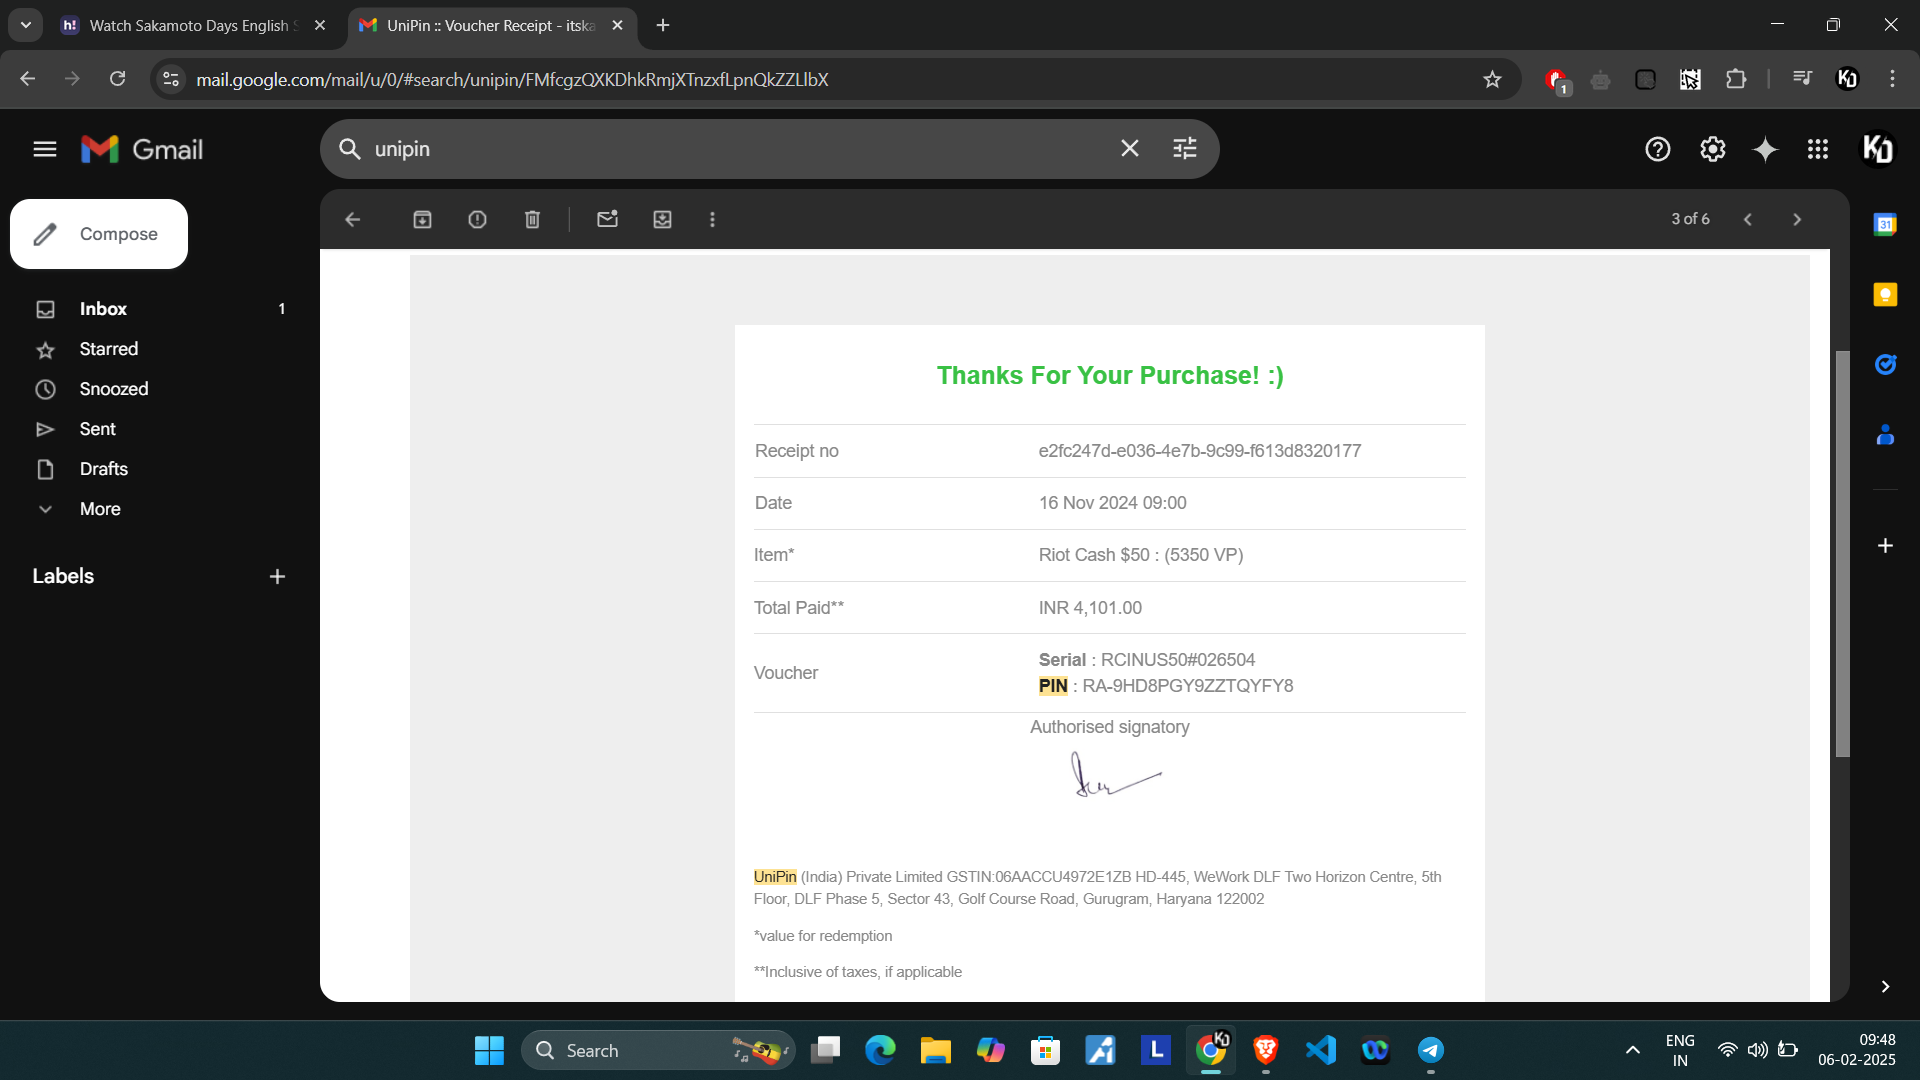 Watch Sakamoto Days English S
UniPin :: Voucher Receipt - itska
mail.google.com/mail/u/0/#search/unipin/FMfcgzQXKDhkRmjXTnzxfLpnQkZZLlbX
1
KD
Gmail
unipin
KD
Compose
3 of 6
31
Inbox 1
Starred
Snoozed
Sent
Drafts
More
Labels
Thanks For Your Purchase! :)
Receipt no e2fc247d-e036-4e7b-9c99-f613d8320177
Date 16 Nov 2024 09:00
Item* Riot Cash $50 : (5350 VP)
Total Paid** INR 4,101.00
Voucher
Serial : RCINUS50#026504
PIN : RA-9HD8PGY9ZZTQYFY8
Authorised signatory
UniPin (India) Private Limited GSTIN:06AACCU4972E1ZB HD-445, WeWork DLF Two Horizon Centre, 5th
Floor, DLF Phase 5, Sector 43, Golf Course Road, Gurugram, Haryana 122002
*value for redemption
**Inclusive of taxes, if applicable
Search
L
KD
ENG
IN
09:48
06-02-2025